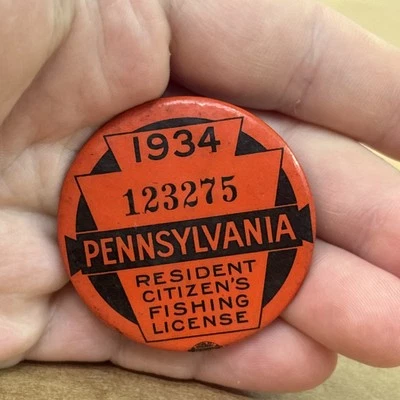 1934
123275
PENNSYLVANIA
RESIDENT
CITIZEN'S
FISHING
LICENSE